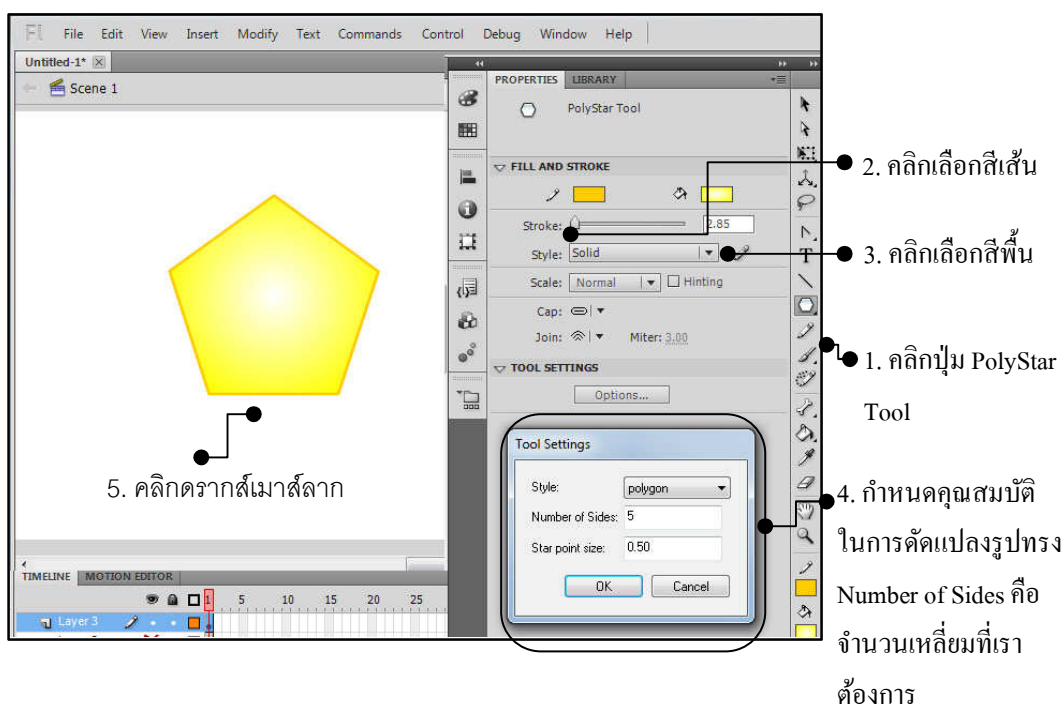 Fl File Edit View Insert Modify Text Commands Control Debug Window Help
Untitled-1*
Scene 1
PROPERTIES LIBRARY
PolyStar Tool
FILL AND STROKE
Stroke: 2.85
Style: Solid
Scale: Normal Hinting
Cap:
Join: Miter: 3.00
TOOL SETTINGS
Options...
Tool Settings
Style: polygon
Number of Sides: 5
Star point size: 0.50
OK Cancel
2. คลิกเลือกสีเส้น
3. คลิกเลือกสีพื้น
1. คลิกปุ่ม PolyStar
Tool
4. กำหนดคุณสมบัติ
ในการดัดแปลงรูปทรง
Number of Sides คือ
จำนวนเหลี่ยมที่เรา
ต้องการ
5. คลิกดรากส์เมาส์ลาก
TIMELINE MOTION EDITOR
1 5 10 15 20 25
Layer 3